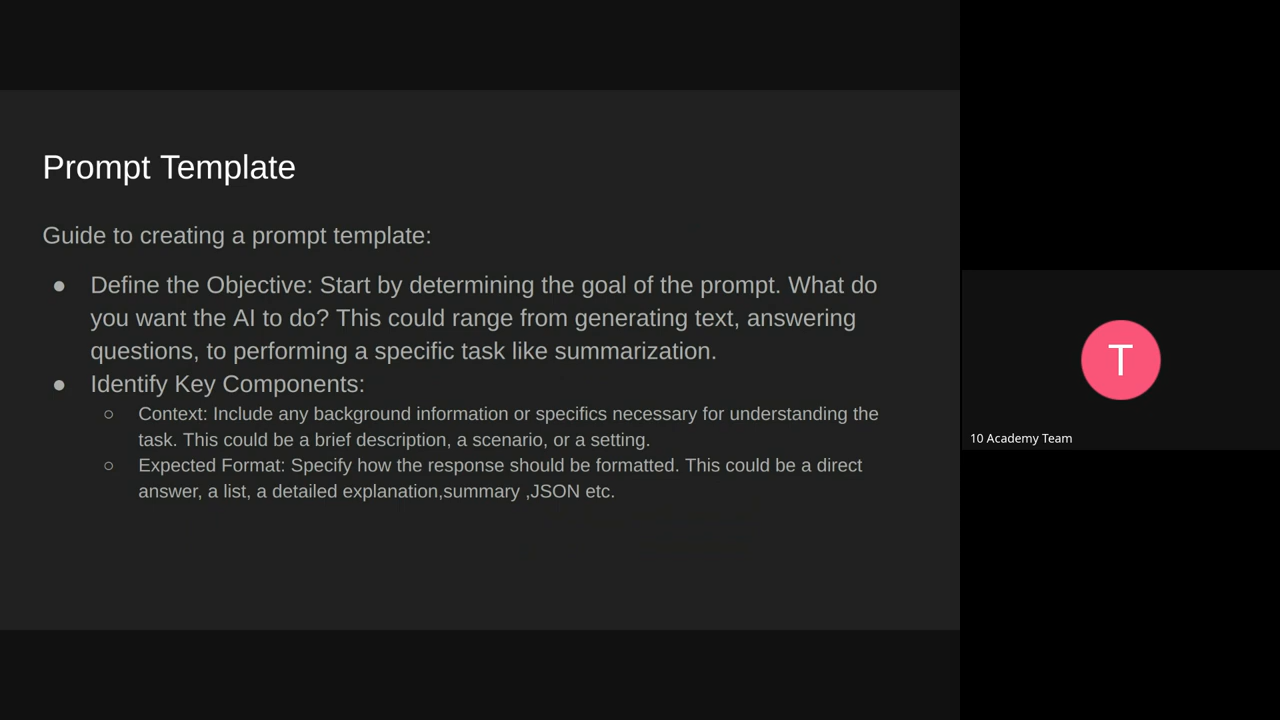 Prompt Template
Guide to creating a prompt template:
● Define the Objective: Start by determining the goal of the prompt. What do
you want the AI to do? This could range from generating text, answering
questions, to performing a specific task like summarization.
● Identify Key Components:
○ Context: Include any background information or specifics necessary for understanding the
task. This could be a brief description, a scenario, or a setting.
○ Expected Format: Specify how the response should be formatted. This could be a direct
answer, a list, a detailed explanation,summary ,JSON etc.
T
10 Academy Team